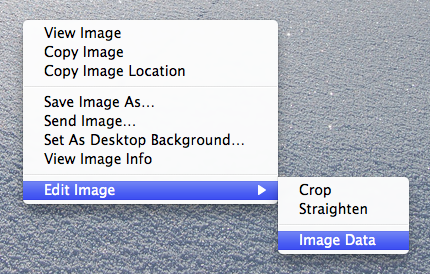 View Image
Copy Image
Copy Image Location
Save Image As...
Send Image...
Set As Desktop Background...
View Image Info
Edit Image
Crop
Straighten
Image Data